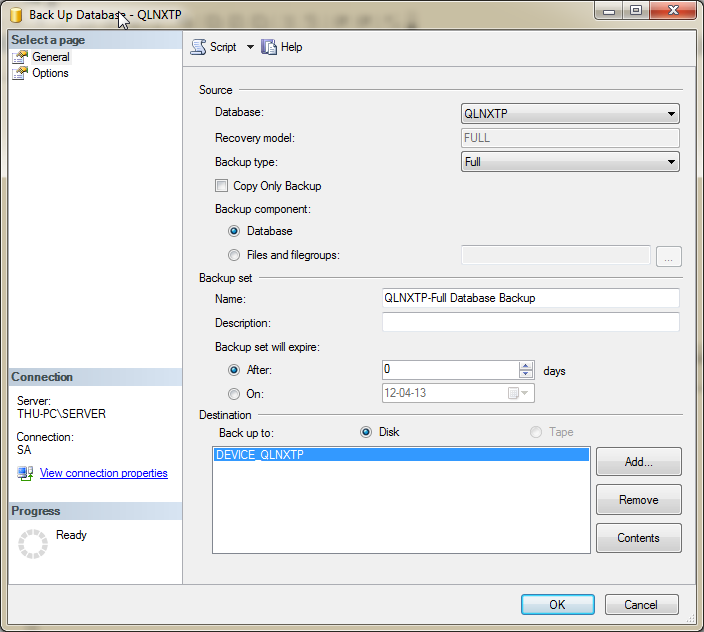 Back Up Database - QLNXTP
Select a page
General
Options
Script
Help
Source
Database:
QLNXTP
Recovery model:
FULL
Backup type:
Full
Copy Only Backup
Backup component:
Database
Files and filegroups:
...
Backup set
Name:
QLNXTP-Full Database Backup
Description:
Backup set will expire:
After:
0
days
On:
12-04-13
Destination
Back up to:
Disk
Tape
DEVICE_QLNXTP
Add...
Remove
Contents
Connection
Server:
THU-PC\SERVER
Connection:
SA
View connection properties
Progress
Ready
OK
Cancel